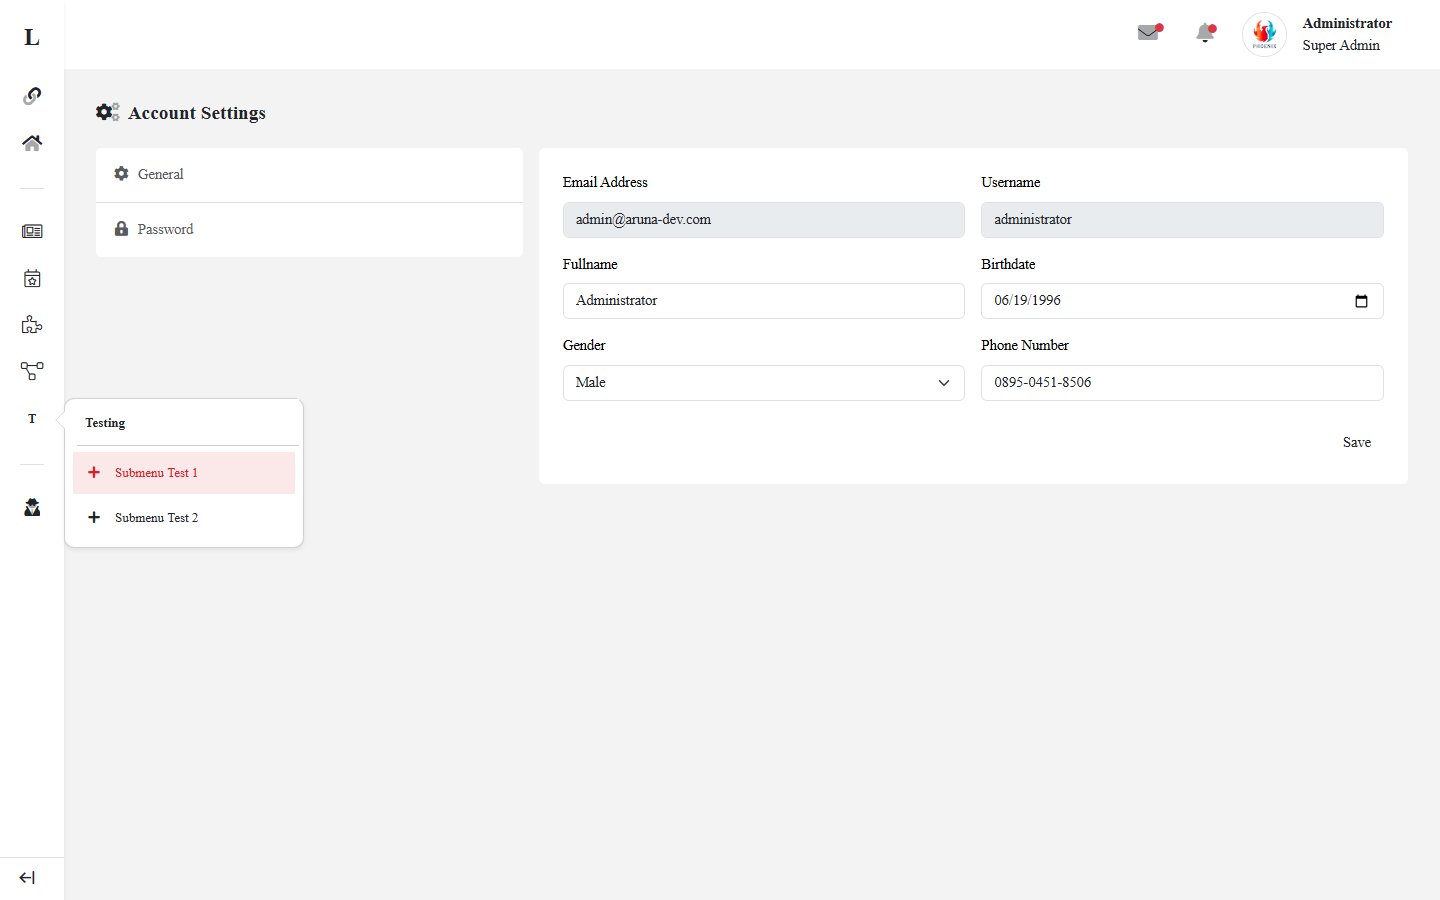 L
Administrator
Super Admin
PHOENIX
Account Settings
General
Password
Email Address
Username
admin@aruna-dev.com
administrator
Fullname
Birthdate
Administrator
06/19/1996
Gender
Phone Number
Male
0895-0451-8506
Save
T
Testing
Submenu Test 1
Submenu Test 2